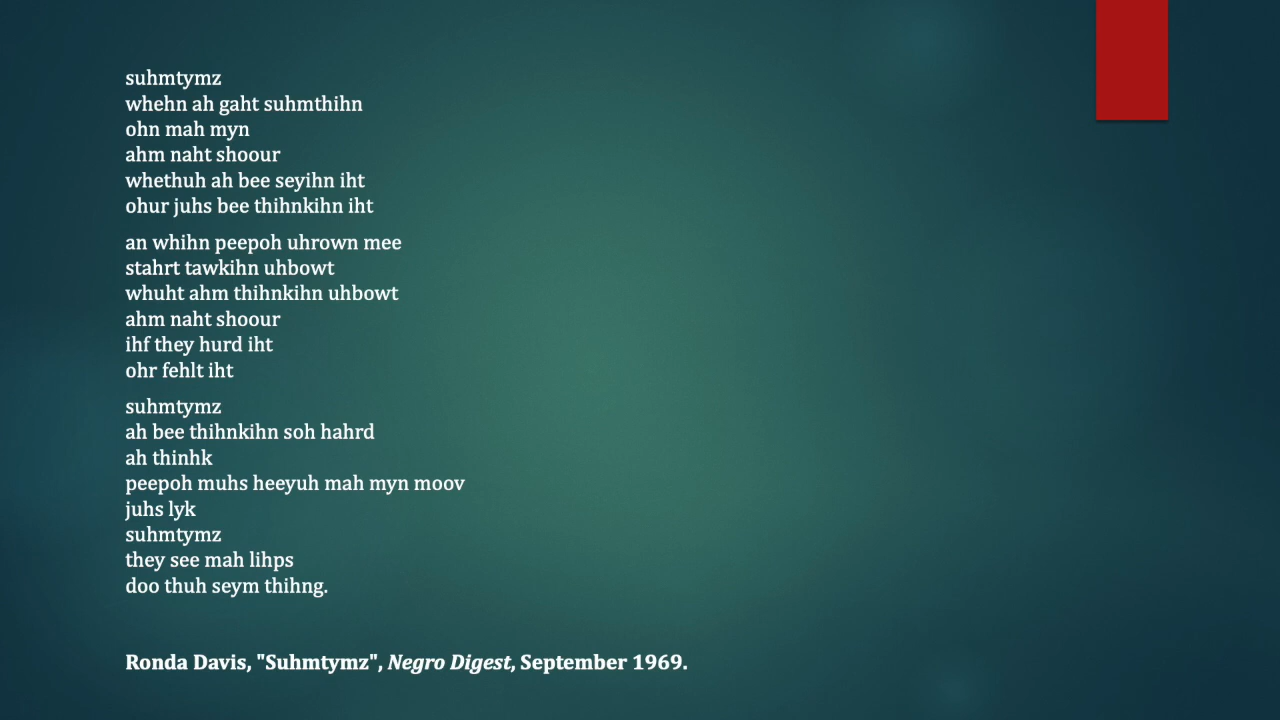 suhmtymz
whehn ah gaht suhmthihn
ohn mah myn
ahm naht shoour
whethuh ah bee seyihn iht
ohur juhs bee thihnkihn iht
an whihn peepoh uhrown mee
stahrt tawkihn uhbowt
whuht ahm thihnkihn uhbowt
ahm naht shoour
ihf they hurd iht
ohr fehlt iht
suhmtymz
ah bee thihnkihn soh hahrd
ah thinhk
peepoh muhs heeyuh mah myn moov
juhs lyk
suhmtymz
they see mah lihps
doo thuh seym thihng.
Ronda Davis, "Suhmtymz", Negro Digest, September 1969.